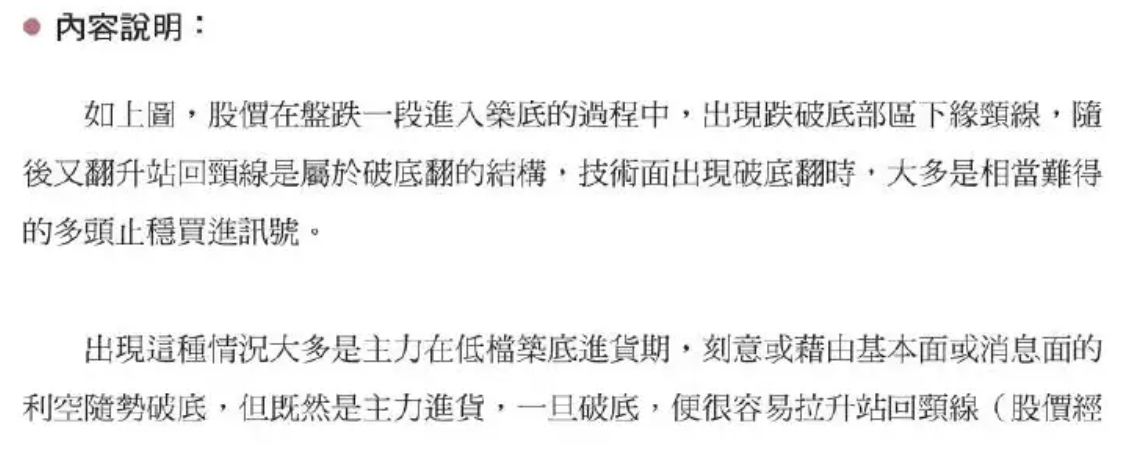 ● 內容說明：
如上圖，股價在盤跌一段進入築底的過程中，出現跌破底部區下緣頸線，隨
後又翻升站回頸線是屬於破底翻的結構，技術面出現破底翻時，大多是相當難得
的多頭止穩買進訊號。
出現這種情況大多是主力在低檔築底進貨期，刻意或藉由基本面或消息面的
利空隨勢破底，但既然是主力進貨，一旦破底，便很容易拉升站回頸線（股價經